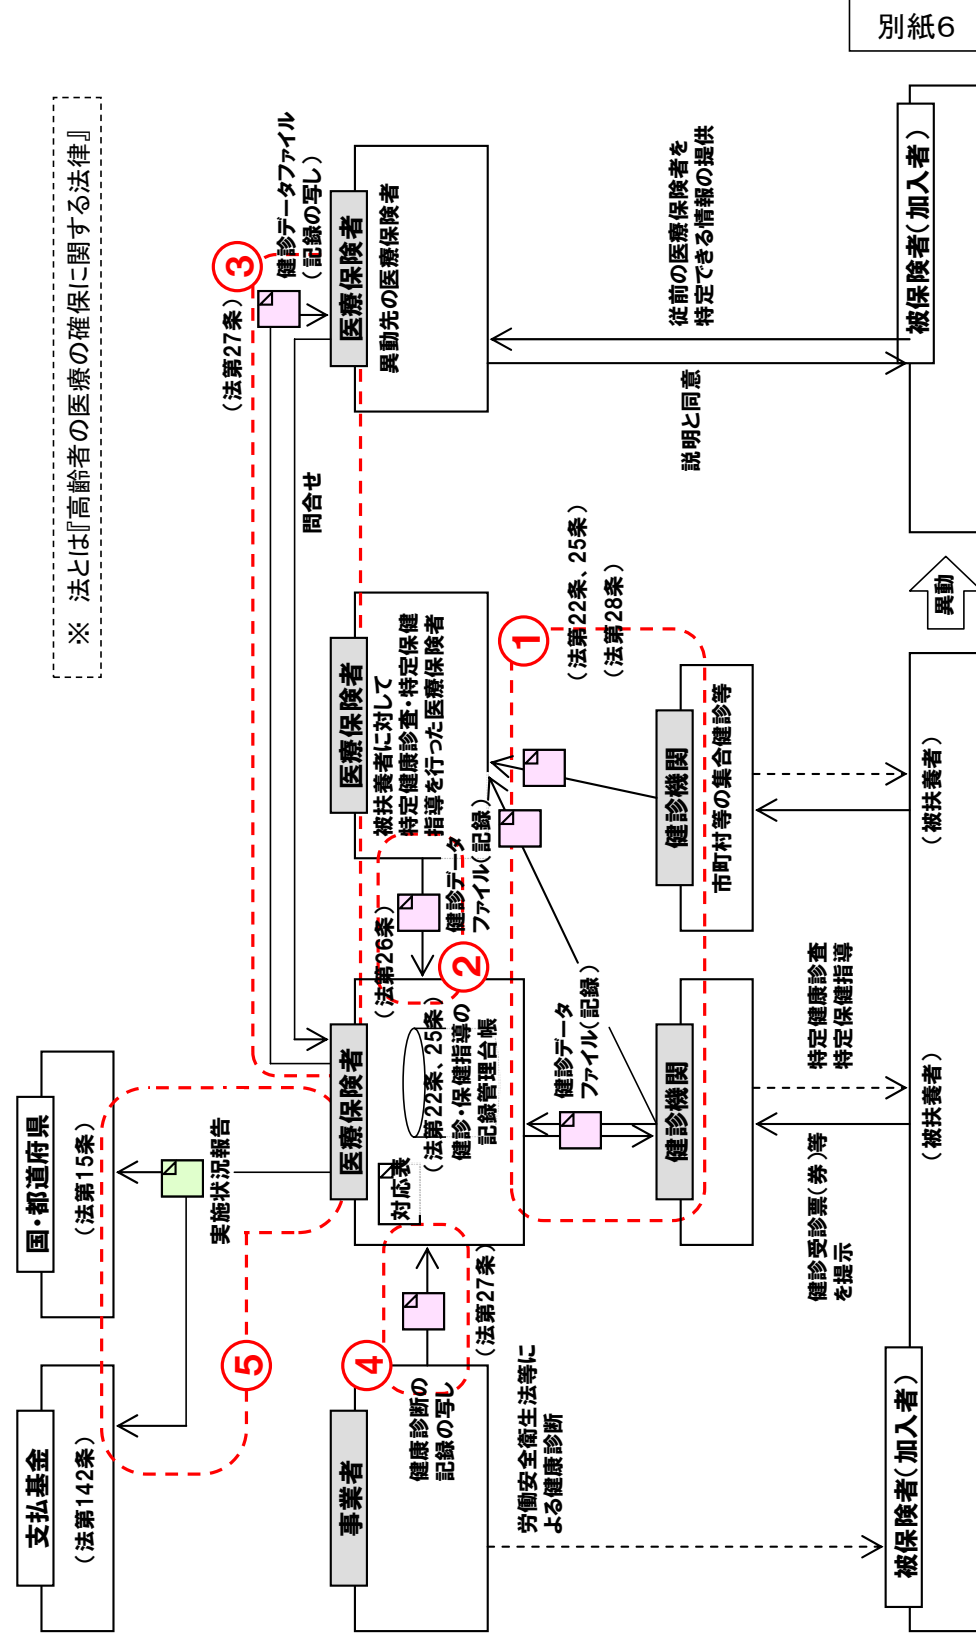 別紙６
※ 法とは『高齢者の医療の確保に関する法律』
支払基金
（法第142条）
国・都道府県
（法第15条）
実施状況報告
⑤
③
（法第27条）
健診データファイル
（記録の写し）
問合せ
事業者
健康診断の
記録の写し
④
（法第27条）
労働安全衛生法等に
よる健康診断
医療保険者
対応表
（法第22条、25条）
健診・保健指導の
記録管理台帳
（法第26条）
②
健診データ
ファイル（記録）
医療保険者
被扶養者に対して
特定健康診査・特定保健
指導を行った医療保険者
医療保険者
異動先の医療保険者
①
（法第22条、25条）
（法第28条）
健診データ
ファイル（記録）
健診機関
健診機関
市町村等の集合健診等
説明と同意
従前の医療保険者を
特定できる情報の提供
健診受診票（券）等
を提示
特定健康診査
特定保健指導
被保険者（加入者）
（被扶養者）
（被扶養者）
異動
被保険者（加入者）